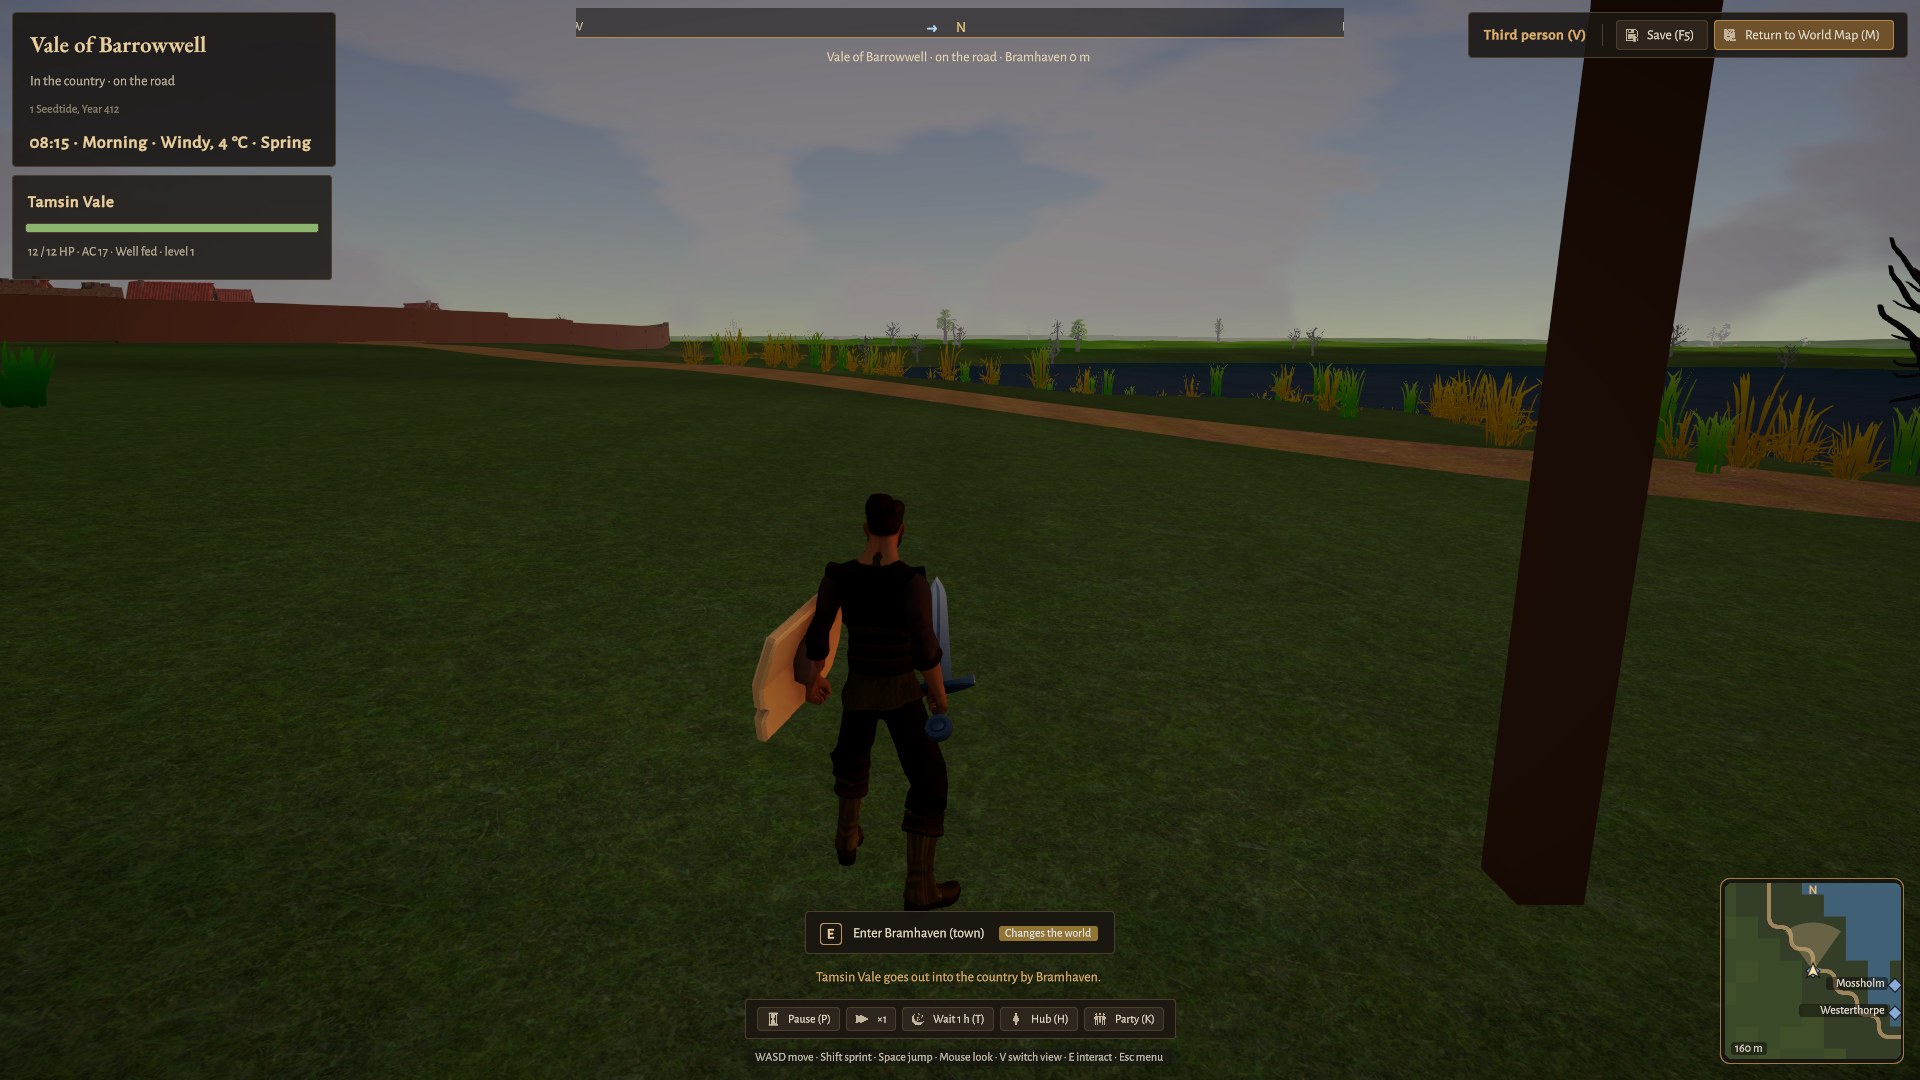 Vale of Barrowwell
In the country · on the road
1 Seedtide, Year 412
08:15 · Morning · Windy, 4 °C · Spring
Tamsin Vale
12 / 12 HP · AC 17 · Well fed · level 1
N
Vale of Barrowwell · on the road · Bramhaven 0 m
Third person (V)
Save (F5)
Return to World Map (M)
E Enter Bramhaven (town) Changes the world
Tamsin Vale goes out into the country by Bramhaven.
Pause (P) ×1 Wait 1 h (T) Hub (H) Party (K)
WASD move · Shift sprint · Space jump · Mouse look · V switch view · E interact · Esc menu
N
Mossholm
Westerthorpe
160 m